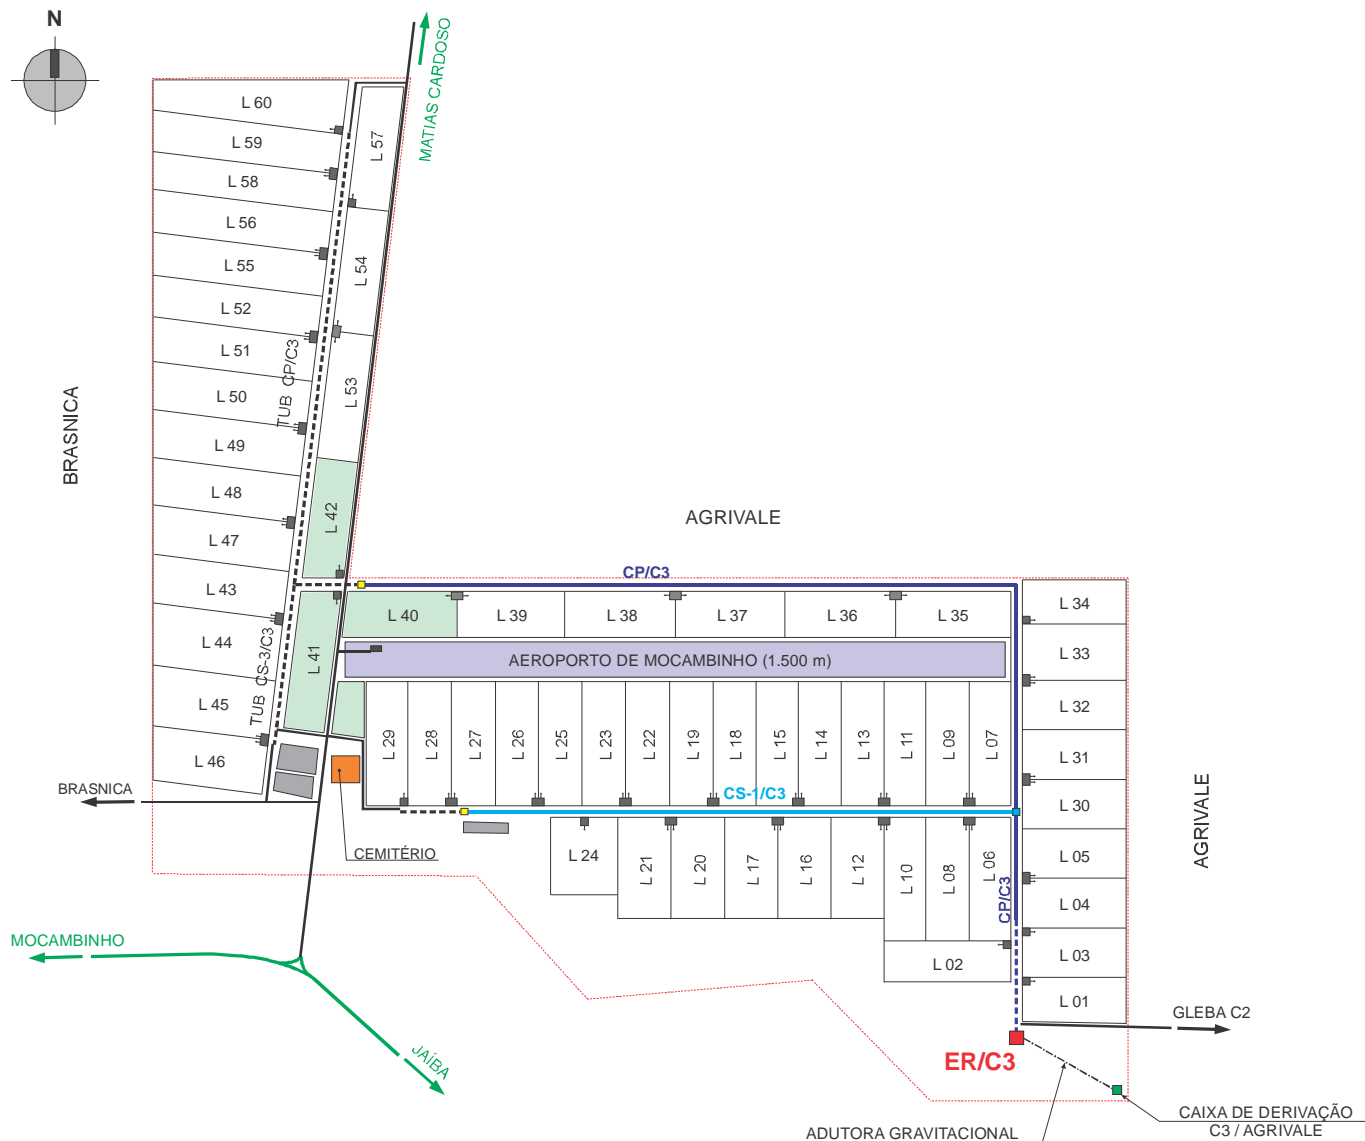 N
MATIAS CARDOSO
L 60
L 59
L 58
L 56
L 55
L 52
L 51
L 50
L 49
L 48
L 47
L 43
L 44
L 45
L 46
L 57
L 54
L 53
L 42
L 41
TUB CP/C3
TUB CS-3/C3
BRASNICA
BRASNICA
AGRIVALE
CP/C3
L 40
L 39
L 38
L 37
L 36
L 35
AEROPORTO DE MOCAMBINHO (1.500 m)
L 29
L 28
L 27
L 26
L 25
L 23
L 22
L 19
L 18
L 15
L 14
L 13
L 11
L 09
L 07
CS-1/C3
L 24
L 21
L 20
L 17
L 16
L 12
L 10
L 08
L 06
CP/C3
L 02
L 34
L 33
L 32
L 31
L 30
L 05
L 04
L 03
L 01
AGRIVALE
CEMITÉRIO
MOCAMBINHO
JAÍBA
GLEBA C2
ER/C3
CAIXA DE DERIVAÇÃO
C3 / AGRIVALE
ADUTORA GRAVITACIONAL